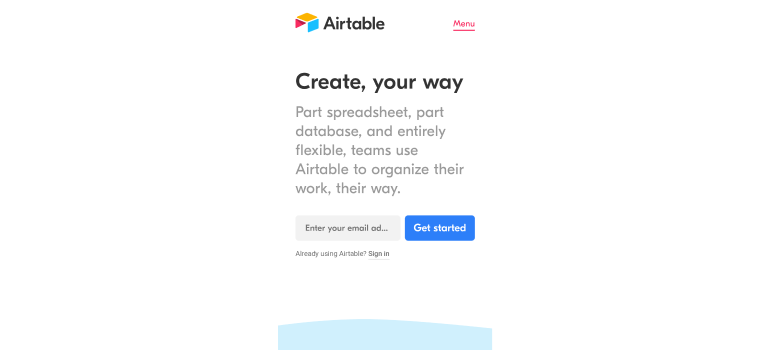 Airtable
Menu
Create, your way
Part spreadsheet, part
database, and entirely
flexible, teams use
Airtable to organize their
work, their way.
Enter your email ad...
Get started
Already using Airtable? Sign in